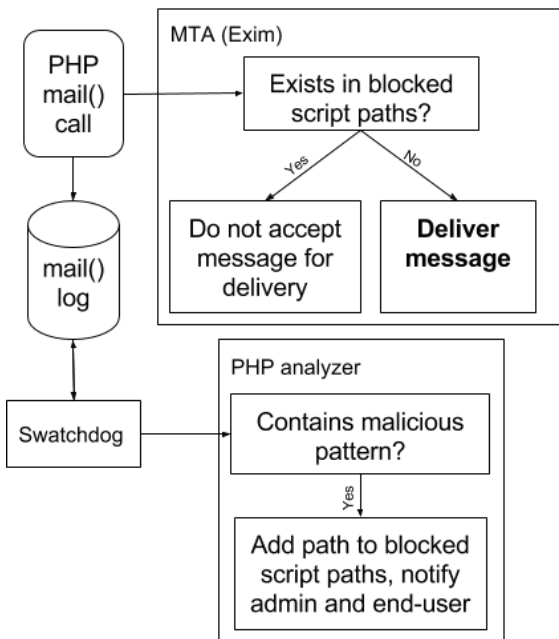 PHP
mail()
call
MTA (Exim)
Exists in blocked
script paths?
Yes
No
Do not accept
message for
delivery
Deliver
message
mail()
log
Swatchdog
PHP analyzer
Contains malicious
pattern?
Yes
Add path to blocked
script paths, notify
admin and end-user